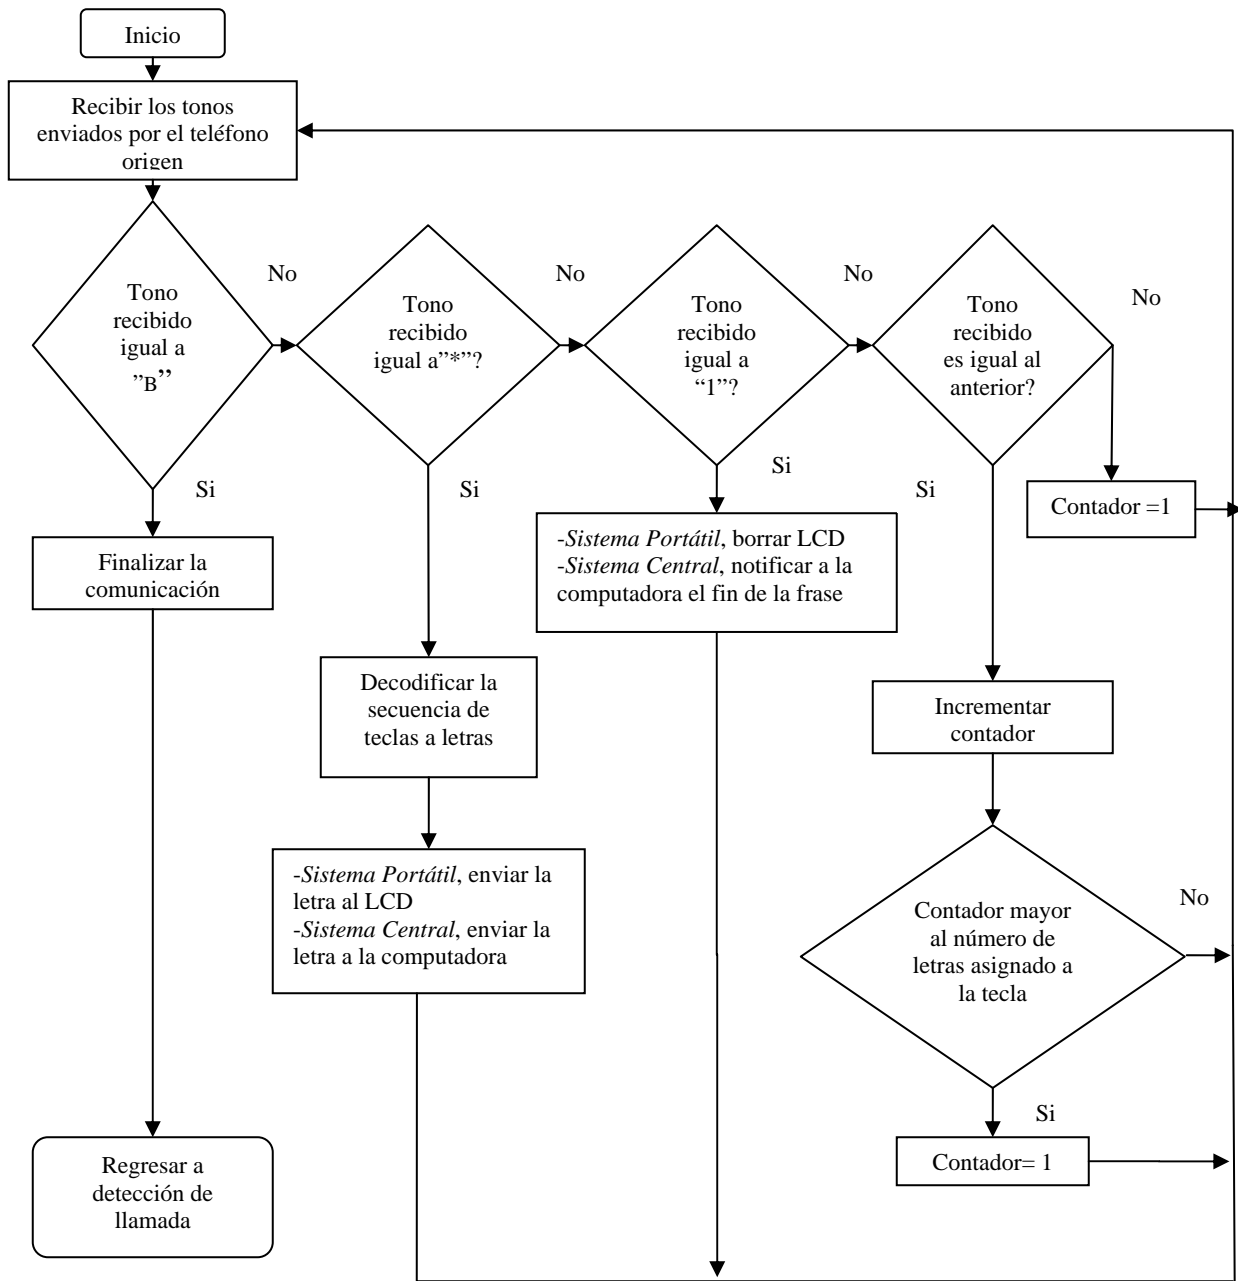 Inicio
Recibir los tonos
enviados por el teléfono
origen
Tono
recibido
igual a
”B”
No
Si
Tono
recibido
igual a”*”?
No
Si
Tono
recibido
igual a
“1”?
No
Si
Tono
recibido
es igual al
anterior?
No
Si
Contador =1
Finalizar la
comunicación
-Sistema Portátil, borrar LCD
-Sistema Central, notificar a la
computadora el fin de la frase
Decodificar la
secuencia de
teclas a letras
Incrementar
contador
-Sistema Portátil, enviar la
letra al LCD
-Sistema Central, enviar la
letra a la computadora
Contador mayor
al número de
letras asignado a
la tecla
No
Si
Contador= 1
Regresar a
detección de
llamada